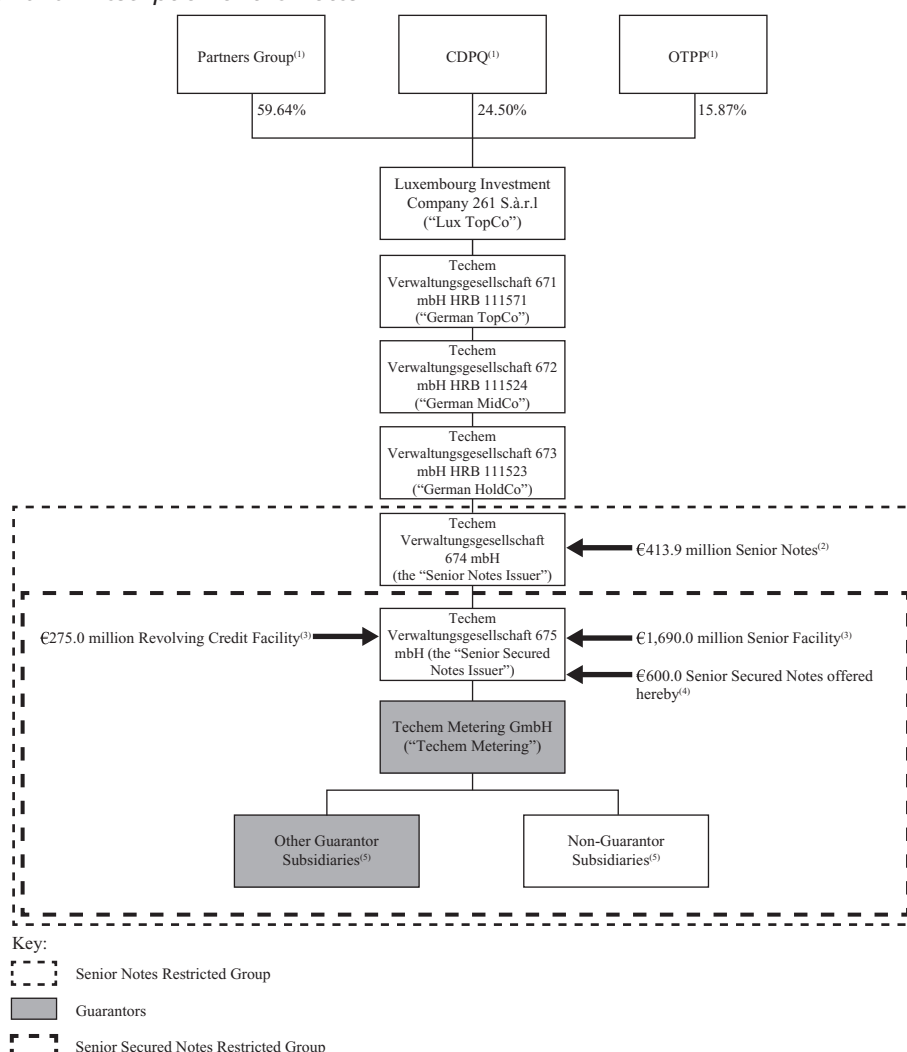 Partners Group(1)
CDPQ(1)
OTPP(1)
59.64%
24.50%
15.87%
Luxembourg Investment
Company 261 S.à.r.l
(“Lux TopCo”)
Techem
Verwaltungsgesellschaft 671
mbH HRB 111571
(“German TopCo”)
Techem
Verwaltungsgesellschaft 672
mbH HRB 111524
(“German MidCo”)
Techem
Verwaltungsgesellschaft 673
mbH HRB 111523
(“German HoldCo”)
Techem
Verwaltungsgesellschaft
674 mbH
(the “Senior Notes Issuer”)
€413.9 million Senior Notes(2)
€275.0 million Revolving Credit Facility(3)
Techem
Verwaltungsgesellschaft 675
mbH (the “Senior Secured
Notes Issuer”)
€1,690.0 million Senior Facility(3)
€600.0 Senior Secured Notes offered
hereby(4)
Techem Metering GmbH
(“Techem Metering”)
Other Guarantor
Subsidiaries(5)
Non-Guarantor
Subsidiaries(5)
Key:
Senior Notes Restricted Group
Guarantors
Senior Secured Notes Restricted Group